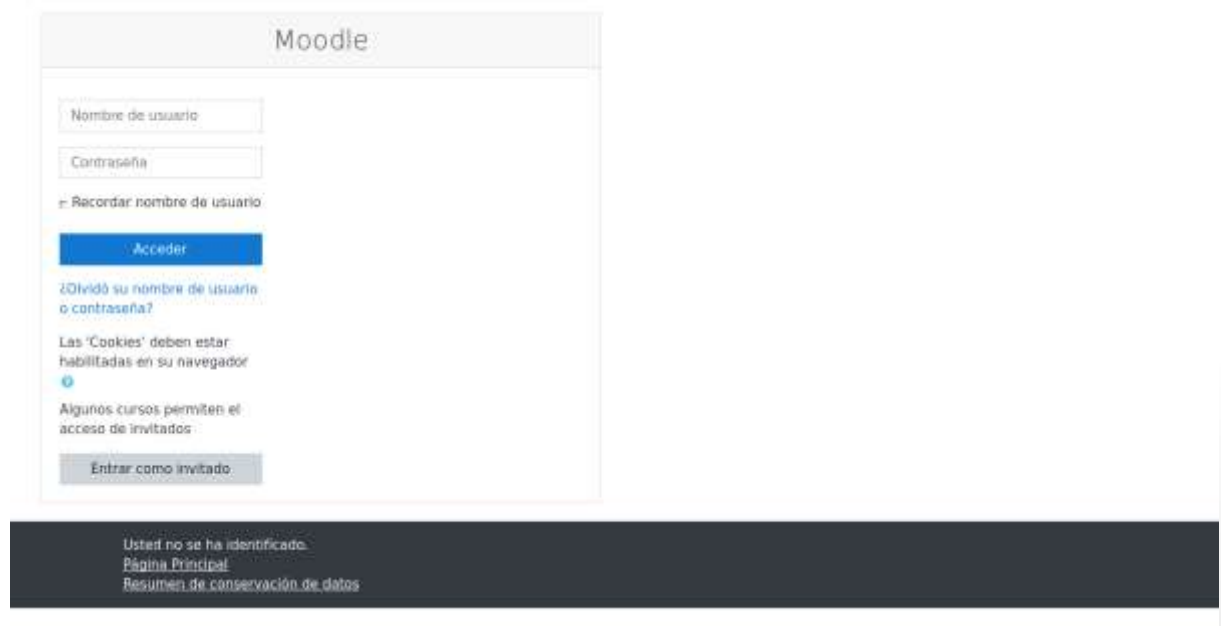 Moodle
Nombre de usuario
Contraseña
Recordar nombre de usuario
Acceder
¿Olvidó su nombre de usuario
o contraseña?
Las 'Cookies' deben estar
habilitadas en su navegador
Algunos cursos permiten el
acceso de invitados
Entrar como invitado
Usted no se ha identificado.
Página Principal
Resumen de conservación de datos